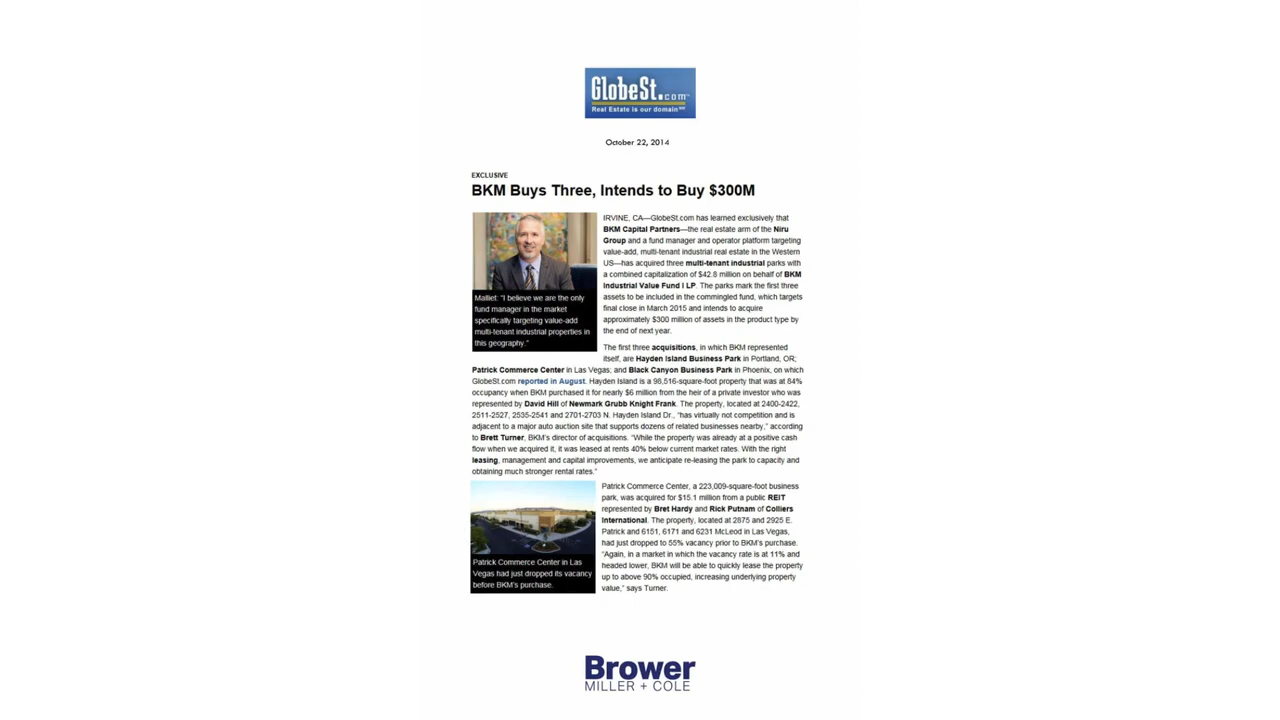 GlobeSt.com™
Real Estate is our domain℠
October 22, 2014
EXCLUSIVE
BKM Buys Three, Intends to Buy $300M
Malliet: “I believe we are the only
fund manager in the market
specifically targeting value-add
multi-tenant industrial properties in
this geography.”
IRVINE, CA—GlobeSt.com has learned exclusively that
BKM Capital Partners—the real estate arm of the Niru
Group and a fund manager and operator platform targeting
value-add, multi-tenant industrial real estate in the Western
US—has acquired three multi-tenant industrial parks with
a combined capitalization of $42.8 million on behalf of BKM
Industrial Value Fund I LP. The parks mark the first three
assets to be included in the commingled fund, which targets
final close in March 2015 and intends to acquire
approximately $300 million of assets in the product type by
the end of next year.
The first three acquisitions, in which BKM represented
itself, are Hayden Island Business Park in Portland, OR;
Patrick Commerce Center in Las Vegas; and Black Canyon Business Park in Phoenix, on which
GlobeSt.com reported in August. Hayden Island is a 98,516-square-foot property that was at 84%
occupancy when BKM purchased it for nearly $6 million from the heir of a private investor who was
represented by David Hill of Newmark Grubb Knight Frank. The property, located at 2400-2422,
2511-2527, 2535-2541 and 2701-2703 N. Hayden Island Dr., “has virtually not competition and is
adjacent to a major auto auction site that supports dozens of related businesses nearby,” according
to Brett Turner, BKM’s director of acquisitions. “While the property was already at a positive cash
flow when we acquired it, it was leased at rents 40% below current market rates. With the right
leasing, management and capital improvements, we anticipate re-leasing the park to capacity and
obtaining much stronger rental rates.”
Patrick Commerce Center in Las
Vegas had just dropped its vacancy
before BKM’s purchase.
Patrick Commerce Center, a 223,009-square-foot business
park, was acquired for $15.1 million from a public REIT
represented by Bret Hardy and Rick Putnam of Colliers
International. The property, located at 2875 and 2925 E.
Patrick and 6151, 6171 and 6231 McLeod in Las Vegas,
had just dropped to 55% vacancy prior to BKM’s purchase.
“Again, in a market in which the vacancy rate is at 11% and
headed lower, BKM will be able to quickly lease the property
up to above 90% occupied, increasing underlying property
value,” says Turner.
Brower
MILLER + COLE